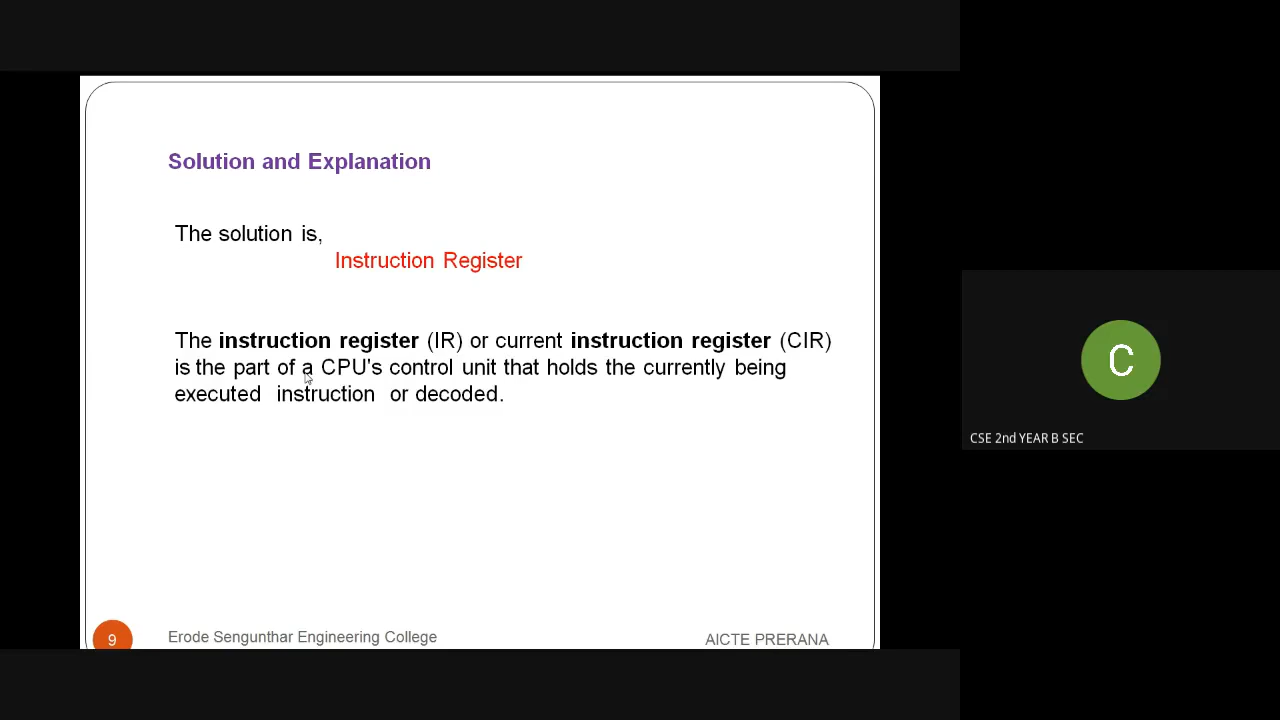 Solution and Explanation
The solution is,
Instruction Register
The instruction register (IR) or current instruction register (CIR)
is the part of a CPU's control unit that holds the currently being
executed instruction or decoded.
9
Erode Sengunthar Engineering College
AICTE PRERANA
C
CSE 2nd YEAR B SEC